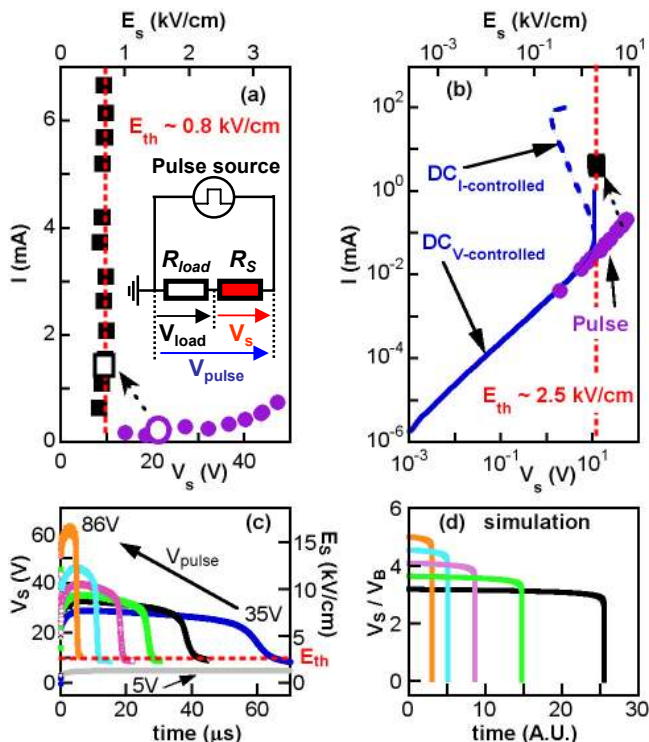 E_s (kV/cm)
0 1 2 3
(a)
E_th ~ 0.8 kV/cm
Pulse source
R_load R_S
V_load V_s
V_pulse
I (mA)
6
4
2
0
0 20 40
V_s (V)
E_s (kV/cm)
10^-3 10^-1 10^1
(b)
DC_I-controlled
DC_V-controlled
Pulse
E_th ~ 2.5 kV/cm
I (mA)
10^2
10^0
10^-2
10^-4
10^-6
10^-3 10^-1 10^1
V_s (V)
(c)
86V
V_pulse
35V
E_th
5V
V_S (V)
60
40
20
0
E_S (kV/cm)
15
10
5
0
0 20 40 60
time (μs)
(d) simulation
V_S / V_B
6
4
2
0
0 10 20 30
time (A.U.)